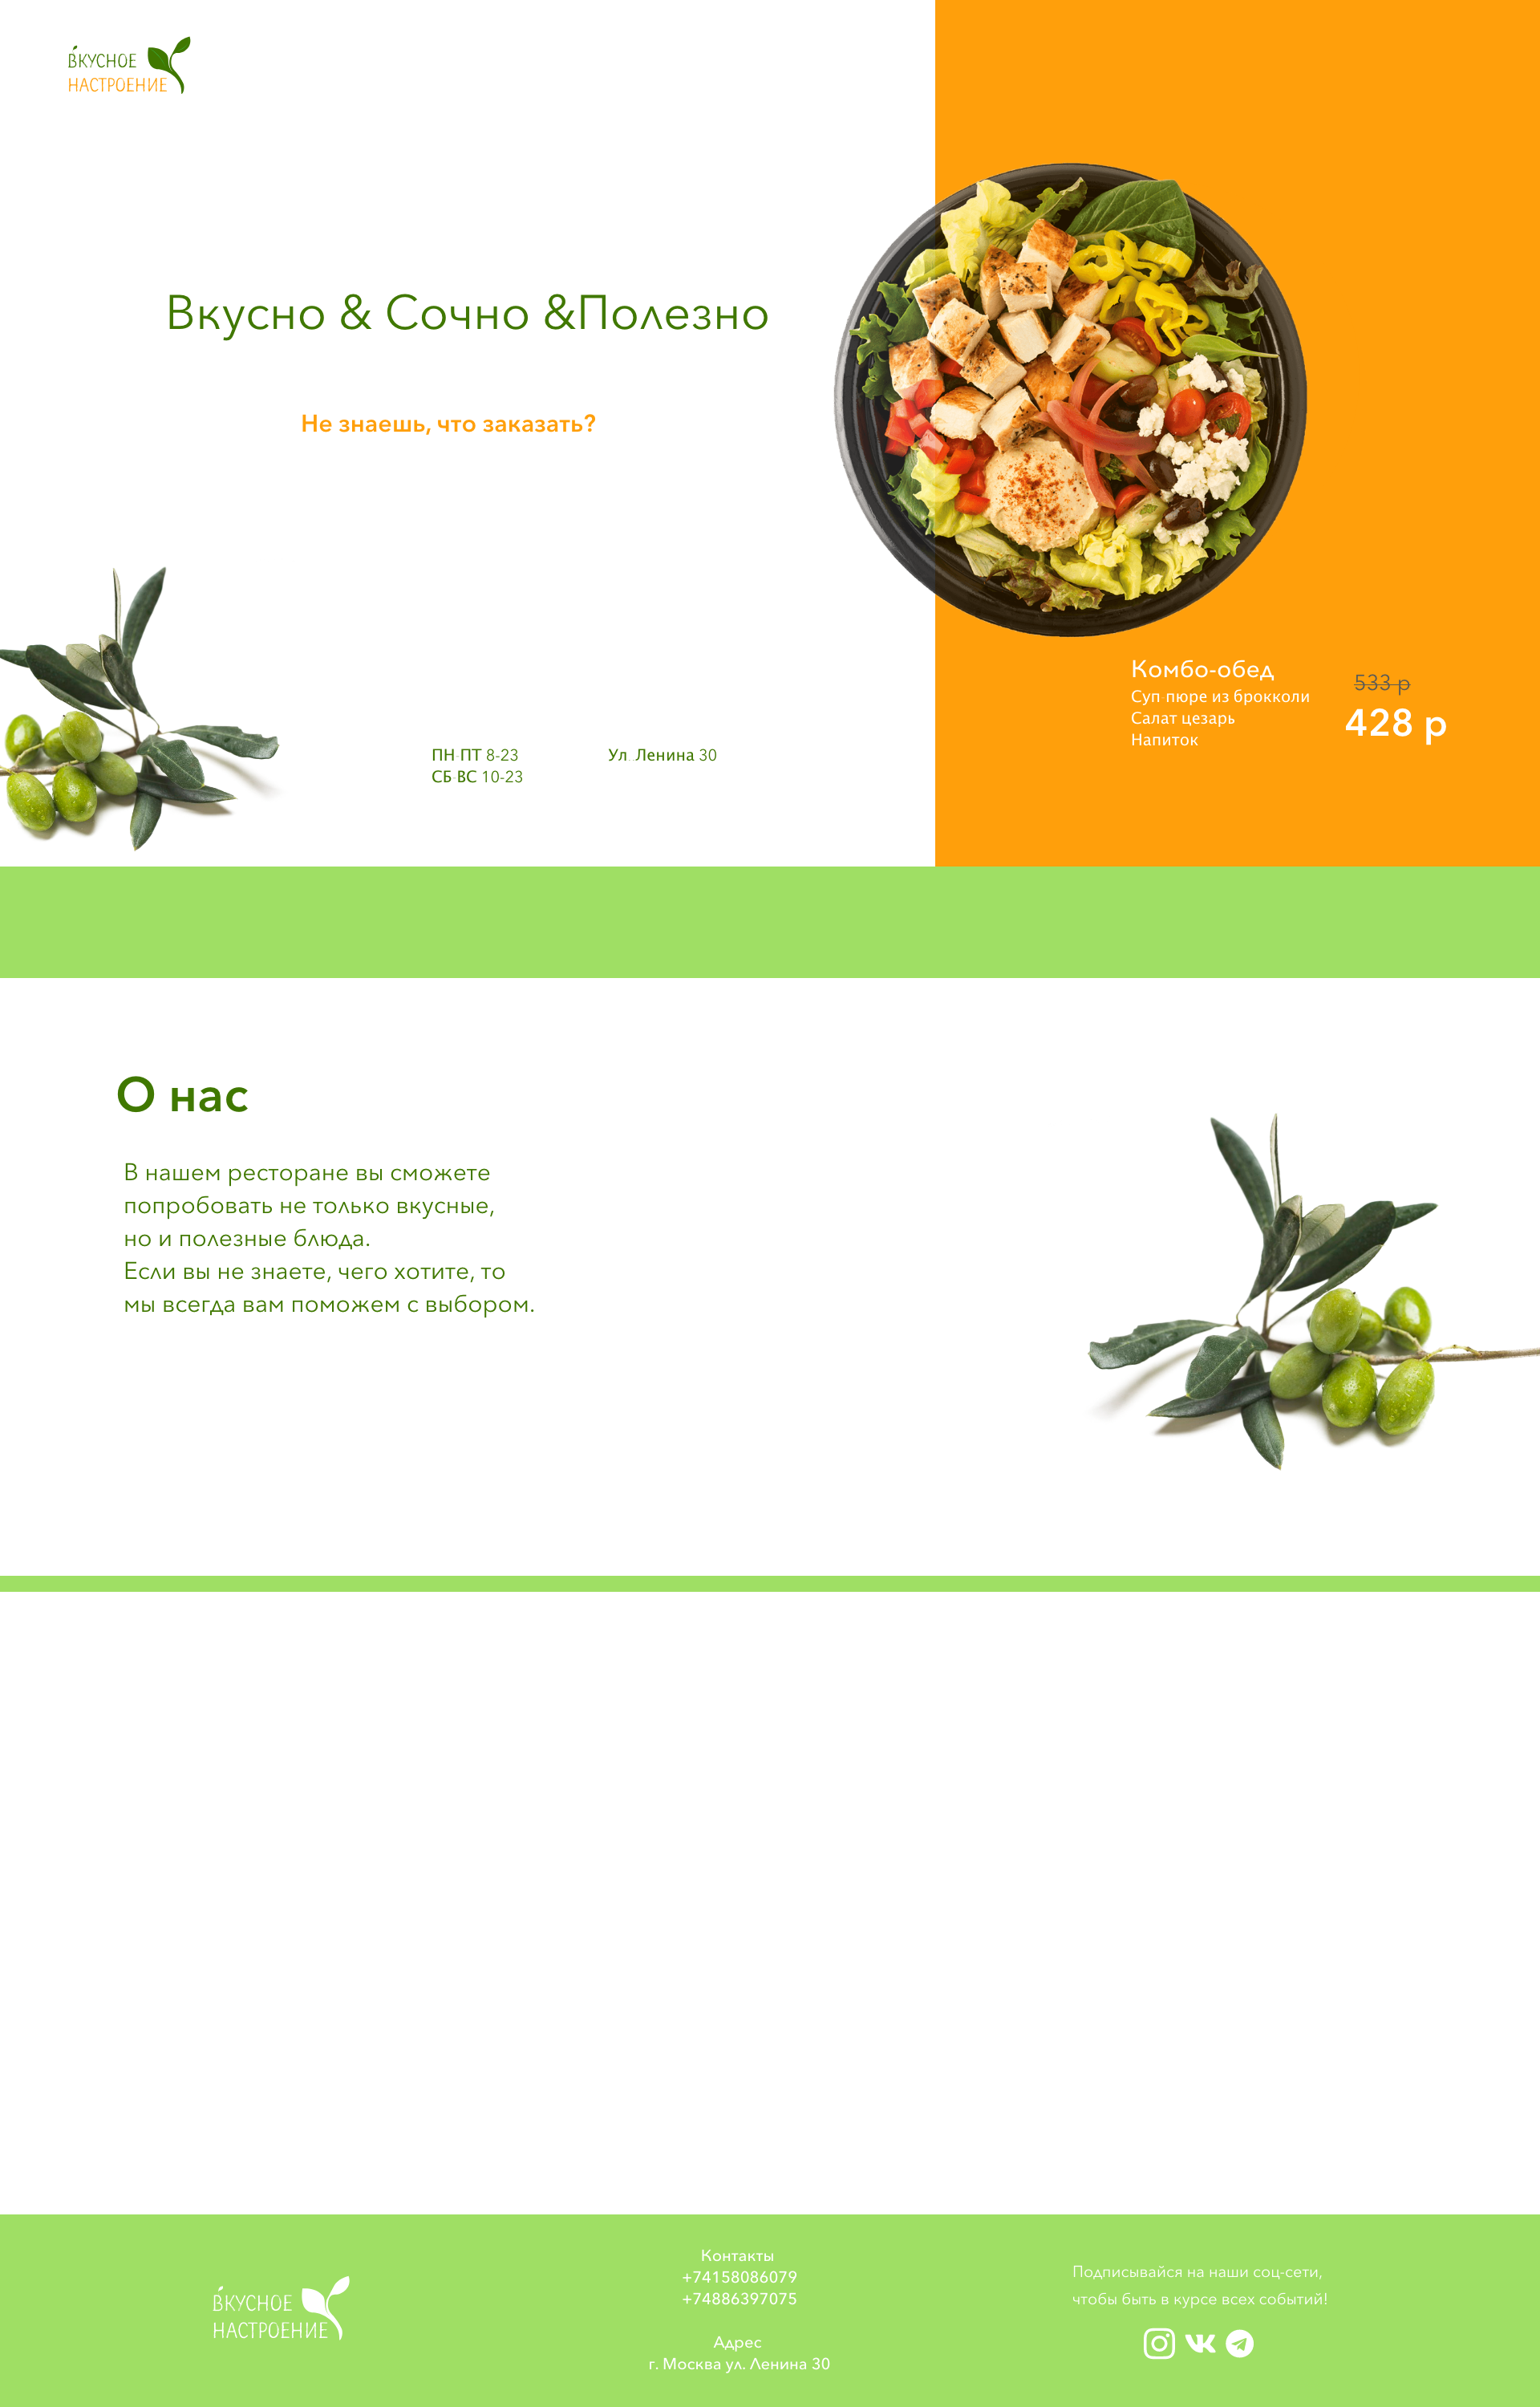 ВКУСНОЕ
НАСТРОЕНИЕ
Вкусно & Сочно &Полезно
Не знаешь, что заказать?
Комбо-обед
Суп-пюре из брокколи
Салат цезарь
Напиток
533 р
428 р
ПН-ПТ 8-23
СБ-ВС 10-23
Ул. Ленина 30
О нас
В нашем ресторане вы сможете
попробовать не только вкусные,
но и полезные блюда.
Если вы не знаете, чего хотите, то
мы всегда вам поможем с выбором.
ВКУСНОЕ
НАСТРОЕНИЕ
Контакты
+74158086079
+74886397075
Адрес
г. Москва ул. Ленина 30
Подписывайся на наши соц-сети,
чтобы быть в курсе всех событий!